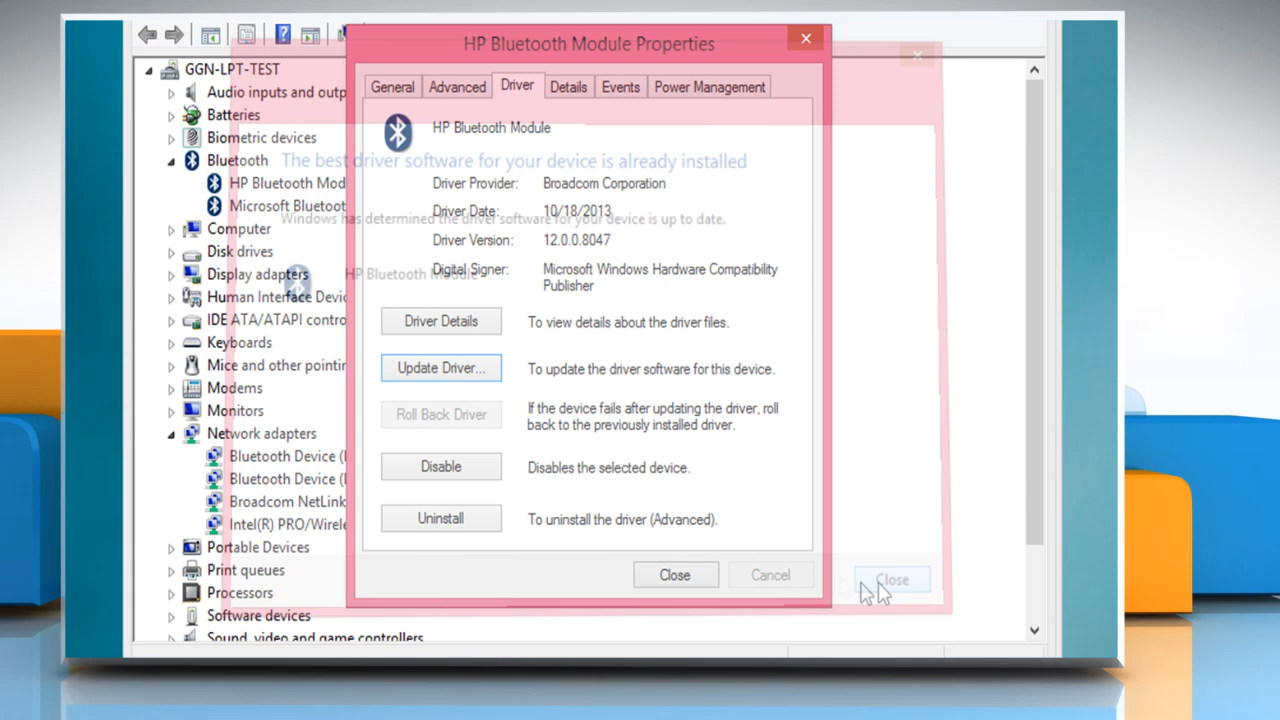 HP Bluetooth Module Properties
GGN-LPT-TEST
Audio inputs and outp
Batteries
Biometric devices
Bluetooth
HP Bluetooth Mod
Microsoft Bluetoot
Computer
Disk drives
Display adapters
Human Interface Devic
IDE ATA/ATAPI contro
Keyboards
Mice and other pointin
Modems
Monitors
Network adapters
Bluetooth Device (
Bluetooth Device (
Broadcom NetLink
Intel(R) PRO/Wirele
Portable Devices
Print queues
Processors
Software devices
Sound, video and game controllers
General Advanced Driver Details Events Power Management
HP Bluetooth Module
The best driver software for your device is already installed
Driver Provider: Broadcom Corporation
Driver Date: 10/18/2013
Windows has determined the driver software for your device is up to date.
Driver Version: 12.0.0.8047
HP Bluetooth Module
Digital Signer: Microsoft Windows Hardware Compatibility
Publisher
Driver Details To view details about the driver files.
Update Driver... To update the driver software for this device.
Roll Back Driver If the device fails after updating the driver, roll
back to the previously installed driver.
Disable Disables the selected device.
Uninstall To uninstall the driver (Advanced).
Close Cancel
Close